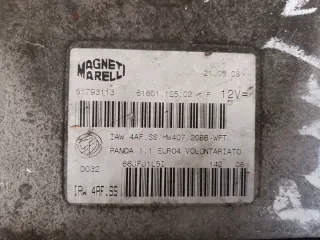 MAGNETI
MARELLI
21.05.08
51793113 61601.125.02 F 12V=
IAW 4AF.SS HW407.2068-WFT
PANDA 1.1 EURO4 VOLONTARIATO
D032 68JFJ1L5I 142 08
IAW 4AF.SS